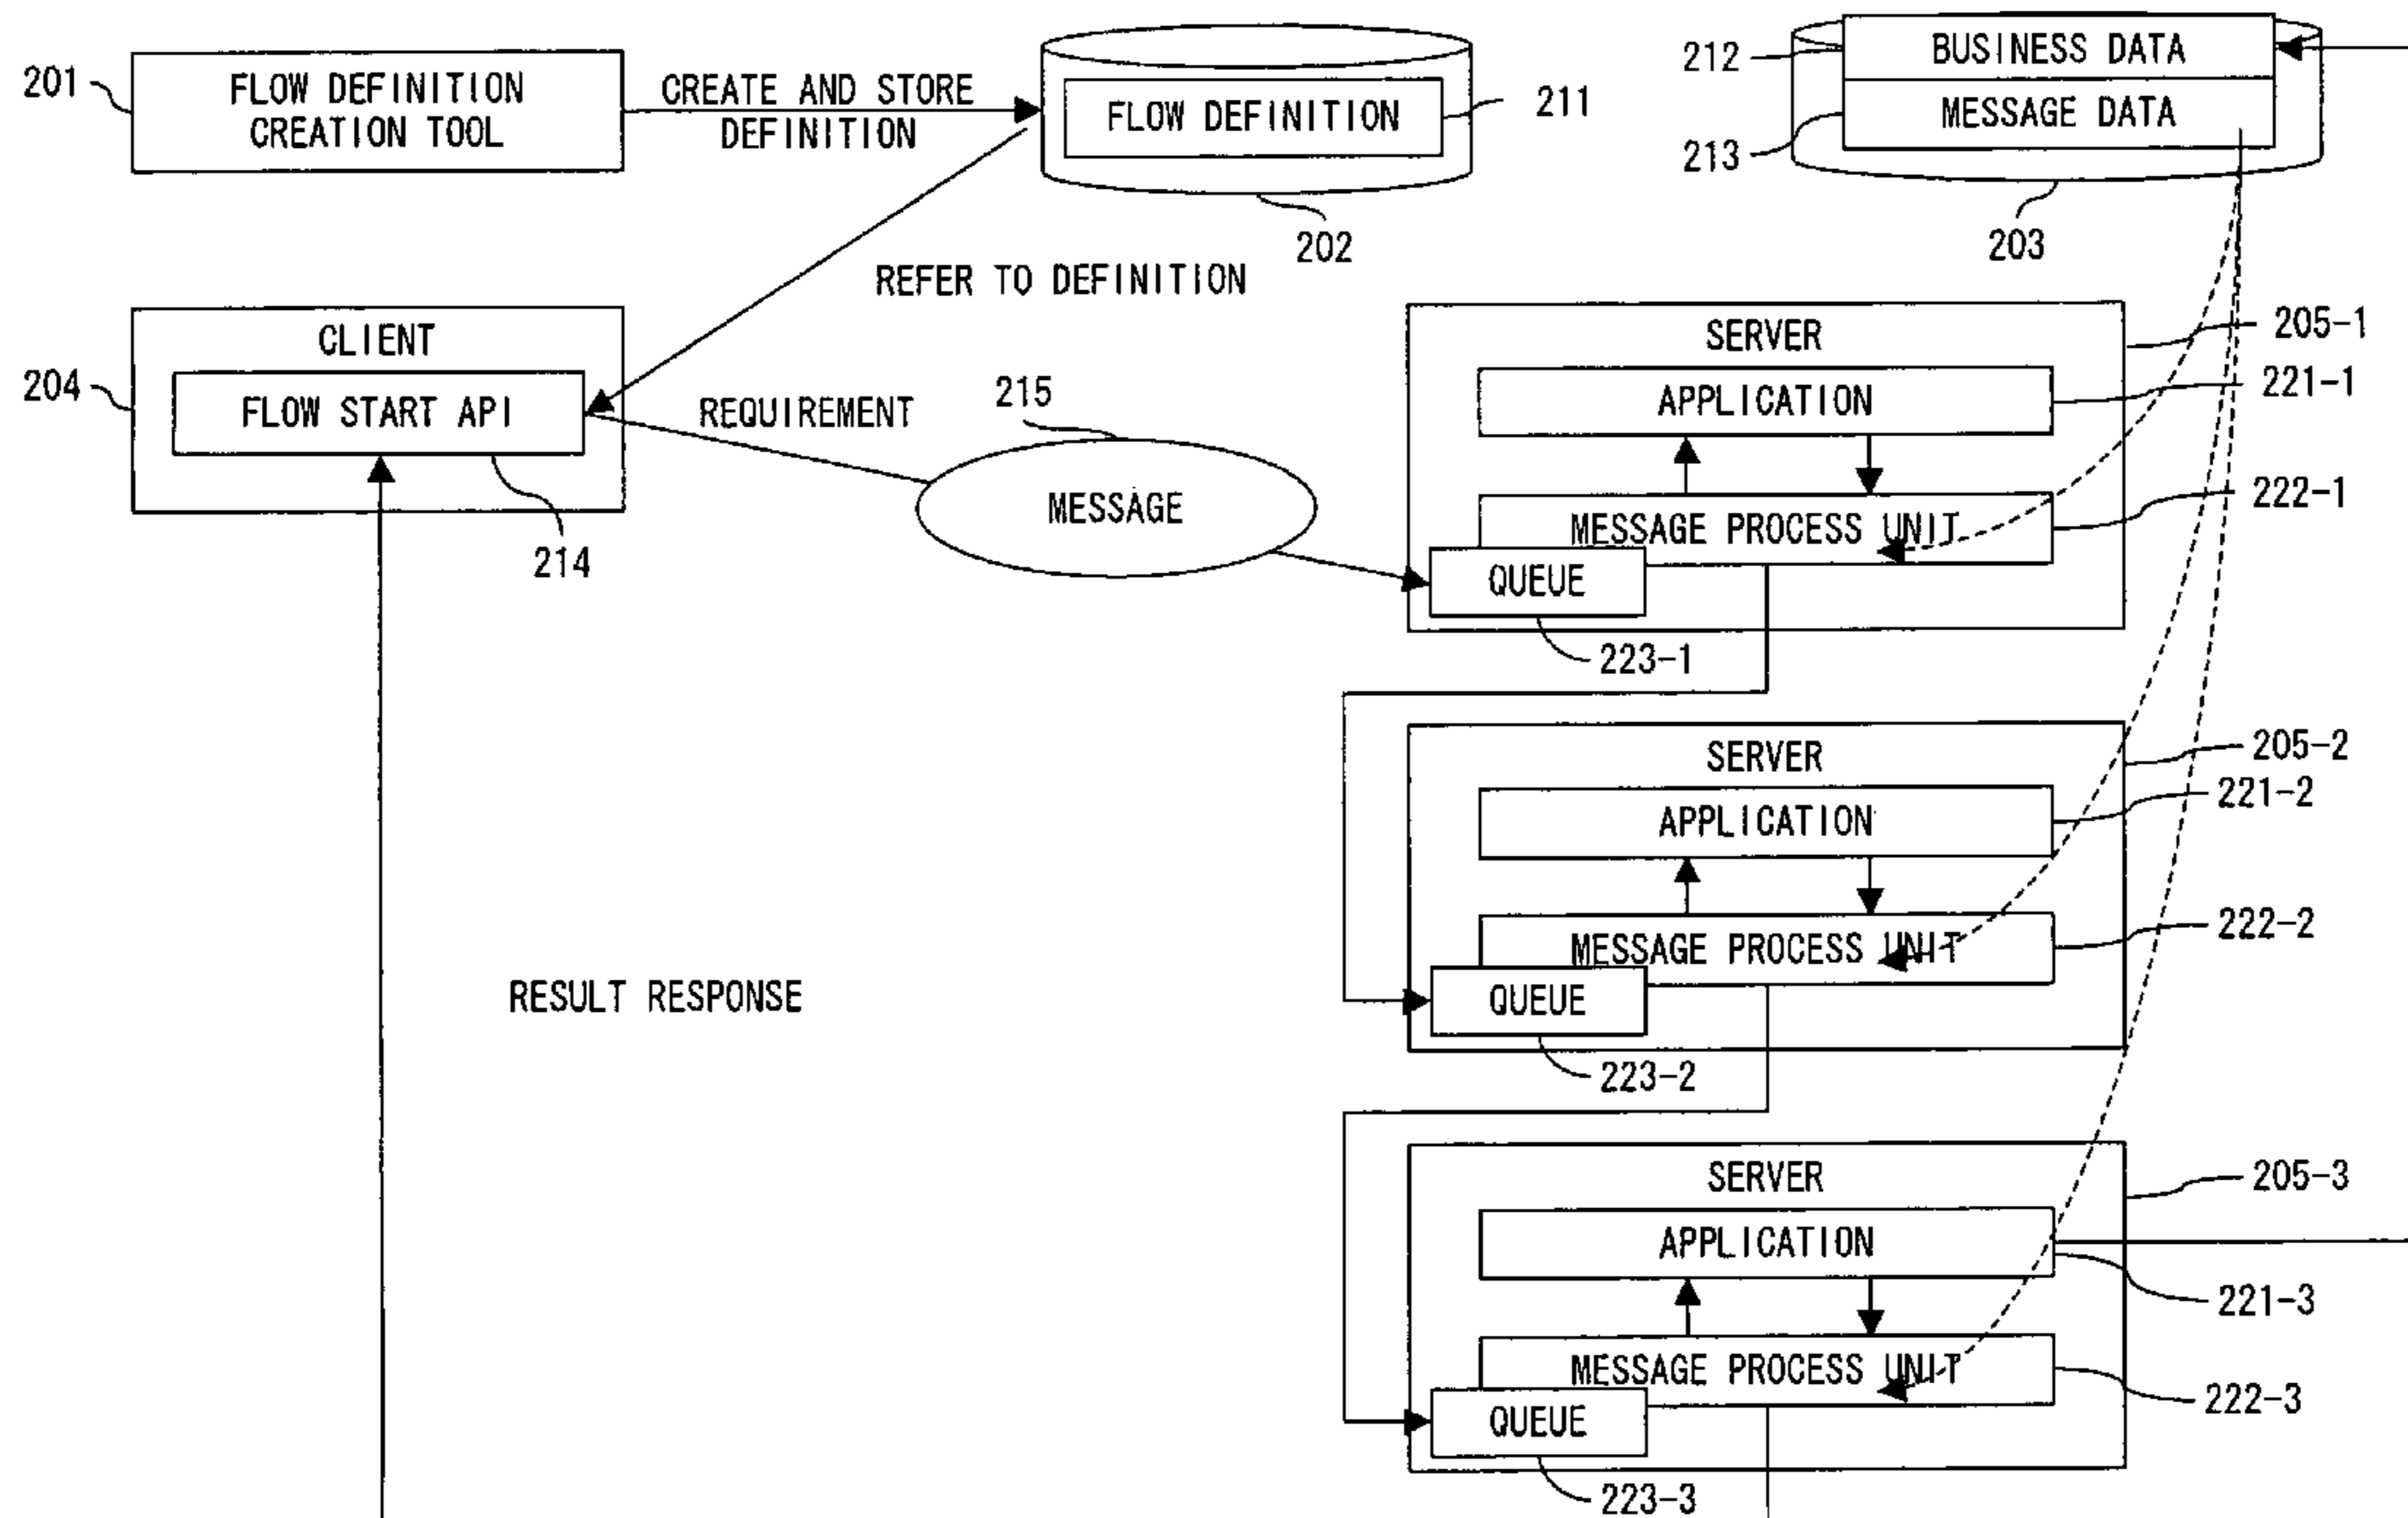 201
FLOW DEFINITION
CREATION TOOL
CREATE AND STORE
DEFINITION
FLOW DEFINITION
211
202
212
BUSINESS DATA
213
MESSAGE DATA
203
REFER TO DEFINITION
204
CLIENT
FLOW START API
214
REQUIREMENT
215
MESSAGE
SERVER
205-1
APPLICATION
221-1
MESSAGE PROCESS UNIT
222-1
QUEUE
223-1
SERVER
205-2
APPLICATION
221-2
MESSAGE PROCESS UNIT
222-2
QUEUE
223-2
RESULT RESPONSE
SERVER
205-3
APPLICATION
221-3
MESSAGE PROCESS UNIT
222-3
QUEUE
223-3